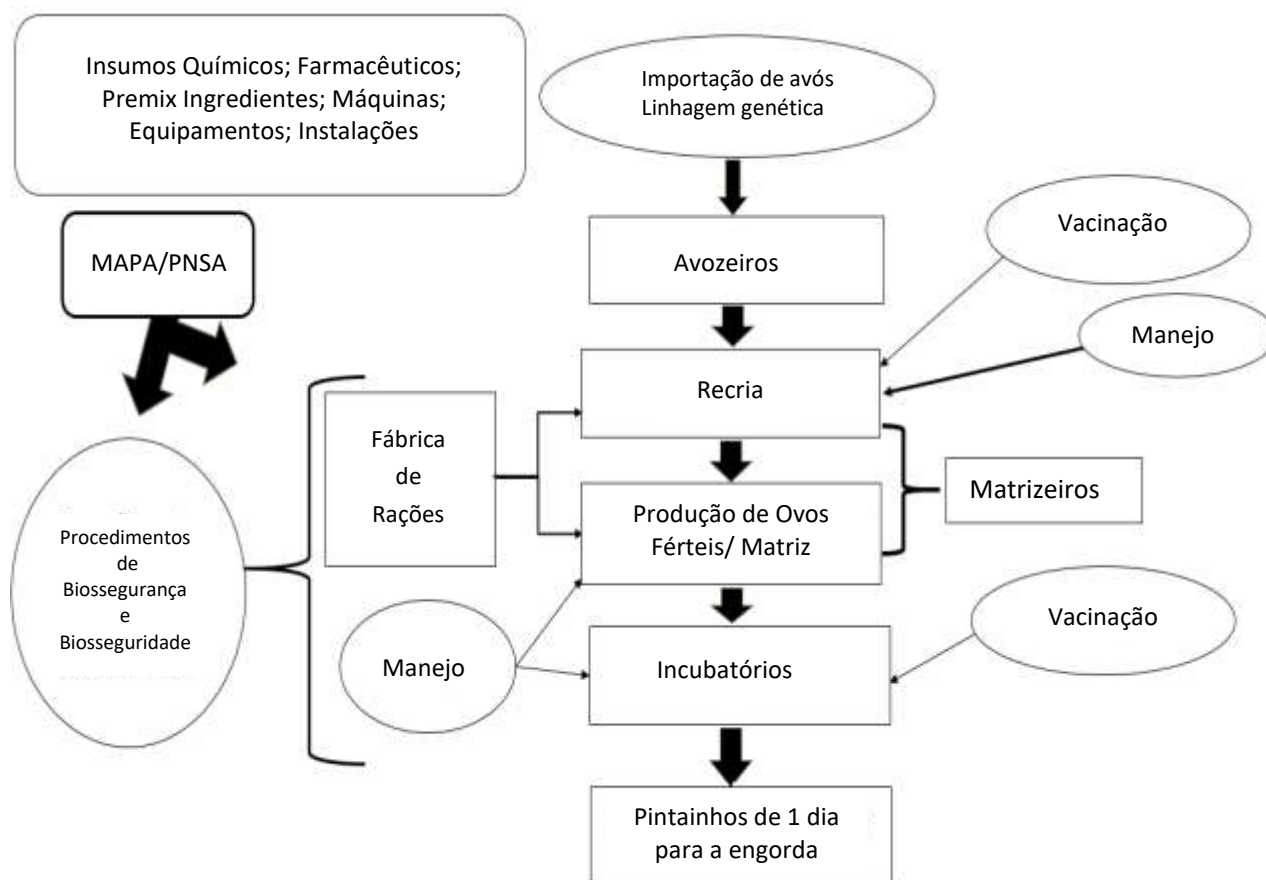 Insumos Químicos; Farmacêuticos;
Premix Ingredientes; Máquinas;
Equipamentos; Instalações
Importação de avós
Linhagem genética
MAPA/PNSA
Avozeiros
Vacinação
Manejo
Recria
Fábrica
de
Rações
Matrizeiros
Produção de Ovos
Férteis/ Matriz
Procedimentos
de
Biossegurança
e
Biosseguridade
Manejo
Incubatórios
Vacinação
Pintainhos de 1 dia
para a engorda